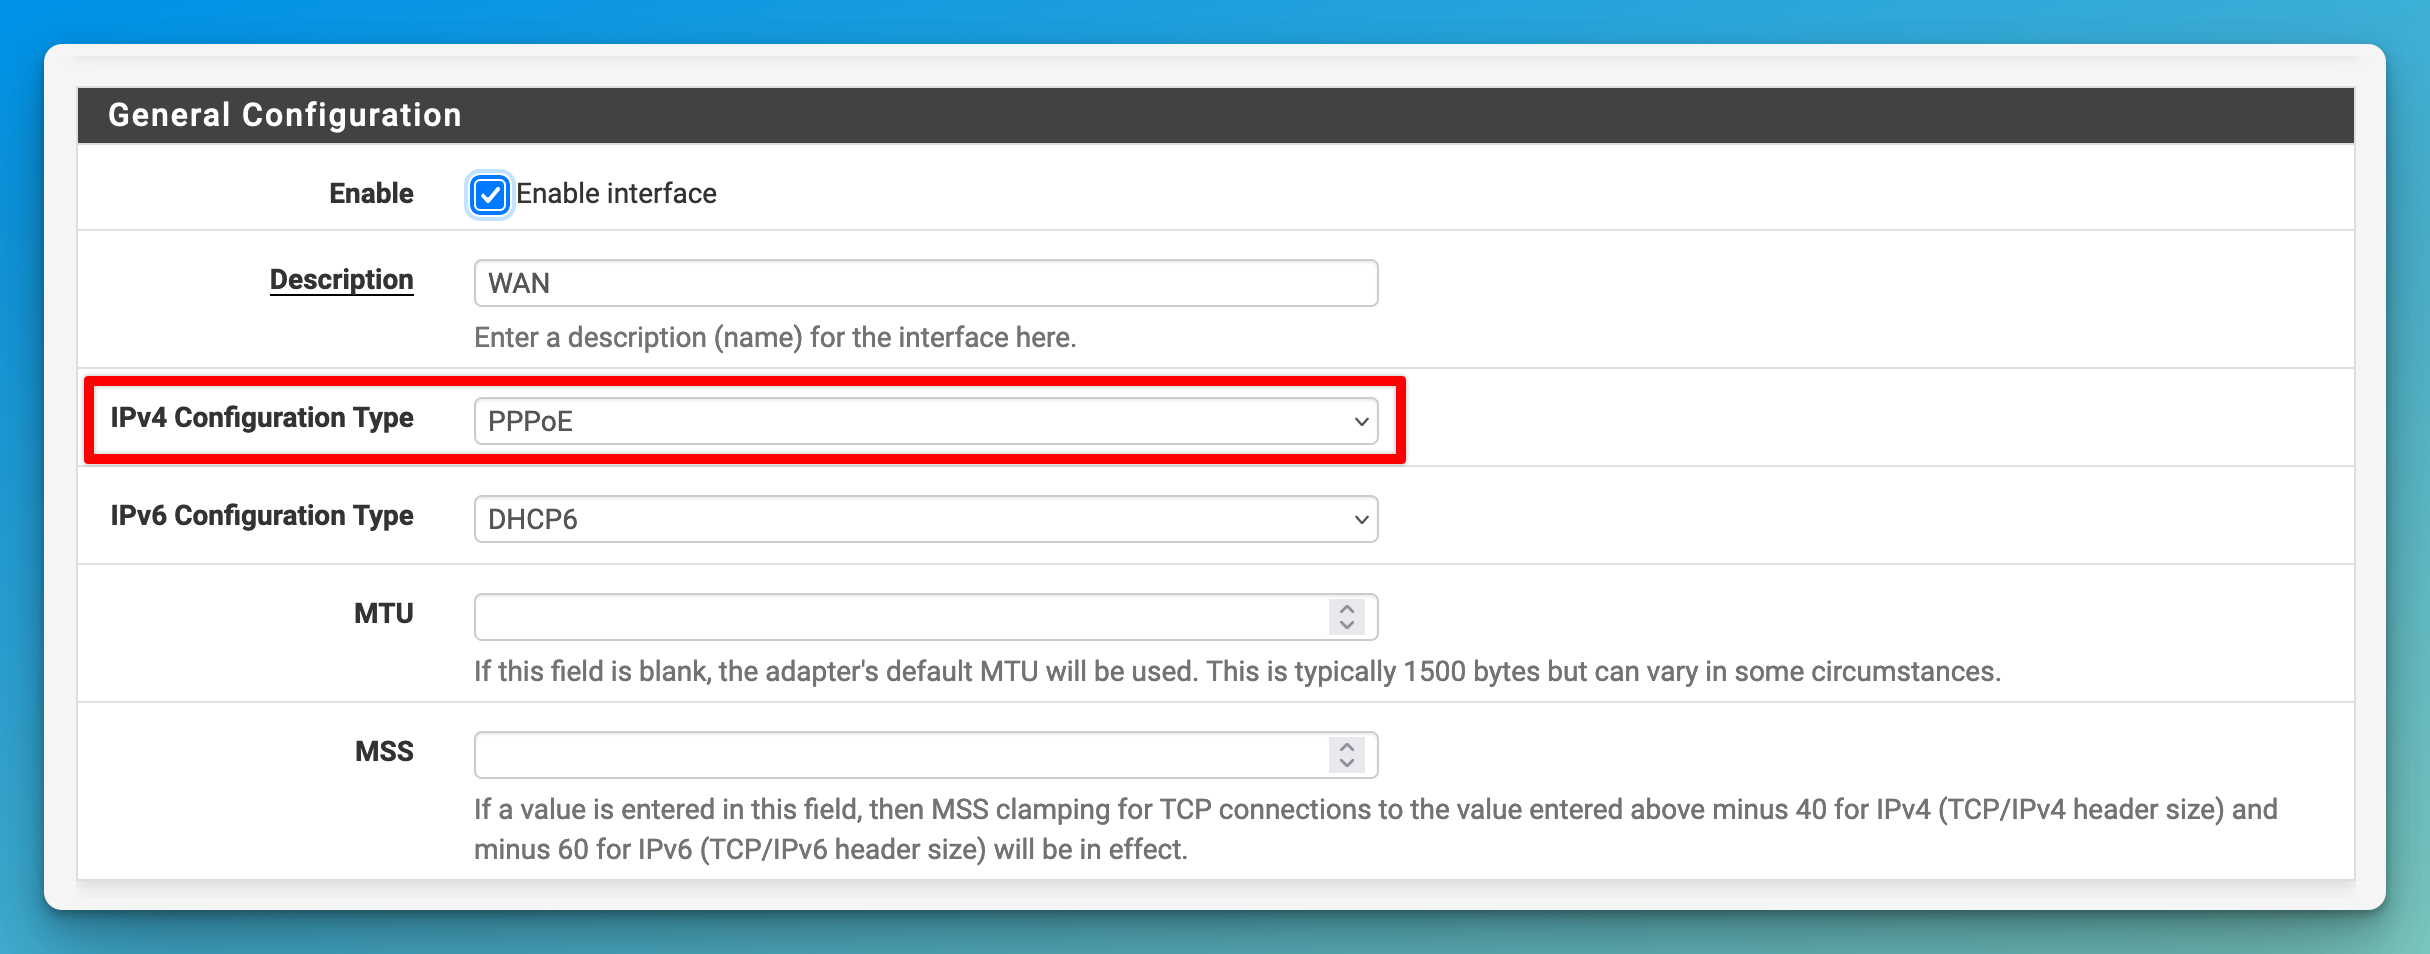 General Configuration
Enable
Enable interface
Description
WAN
Enter a description (name) for the interface here.
IPv4 Configuration Type
PPPoE
IPv6 Configuration Type
DHCP6
MTU
If this field is blank, the adapter's default MTU will be used. This is typically 1500 bytes but can vary in some circumstances.
MSS
If a value is entered in this field, then MSS clamping for TCP connections to the value entered above minus 40 for IPv4 (TCP/IPv4 header size) and
minus 60 for IPv6 (TCP/IPv6 header size) will be in effect.